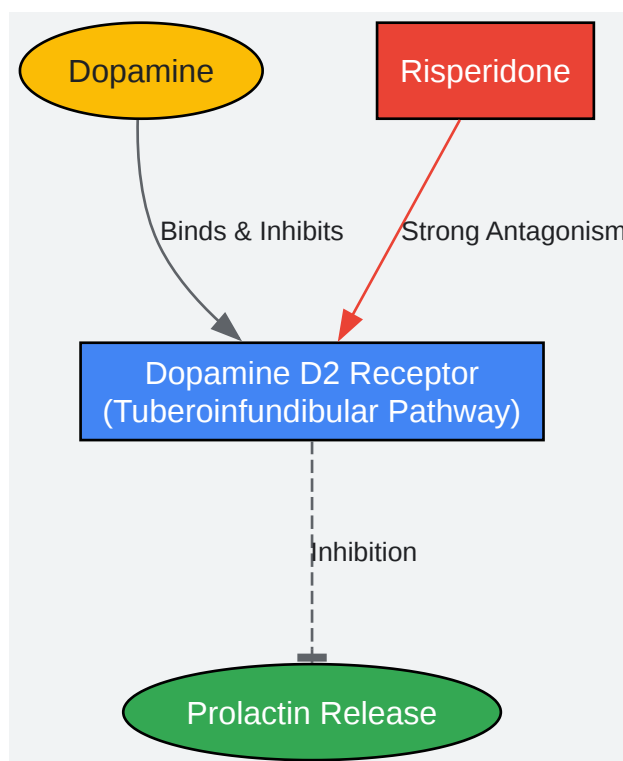 Dopamine
Risperidone
Binds & Inhibits
Strong Antagonism
Dopamine D2 Receptor
(Tuberoinfundibular Pathway)
Inhibition
Prolactin Release